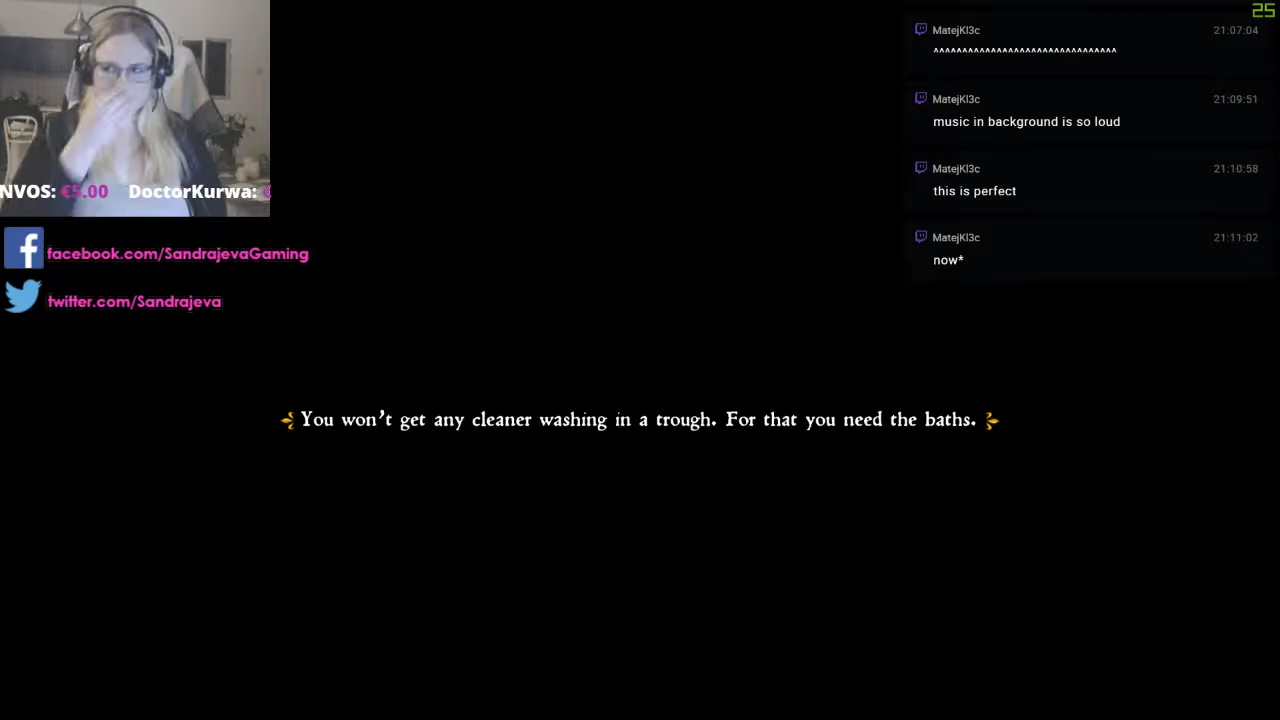 25
MatejKl3c 21:07:04
^^^^^^^^^^^^^^^^^^^^^^^^^^^^^^^^
MatejKl3c 21:09:51
music in background is so loud
MatejKl3c 21:10:58
this is perfect
MatejKl3c 21:11:02
now*
NVOS: €5.00 DoctorKurwa:
facebook.com/SandrajevaGaming
twitter.com/Sandrajeva
You won't get any cleaner washing in a trough. For that you need the baths.